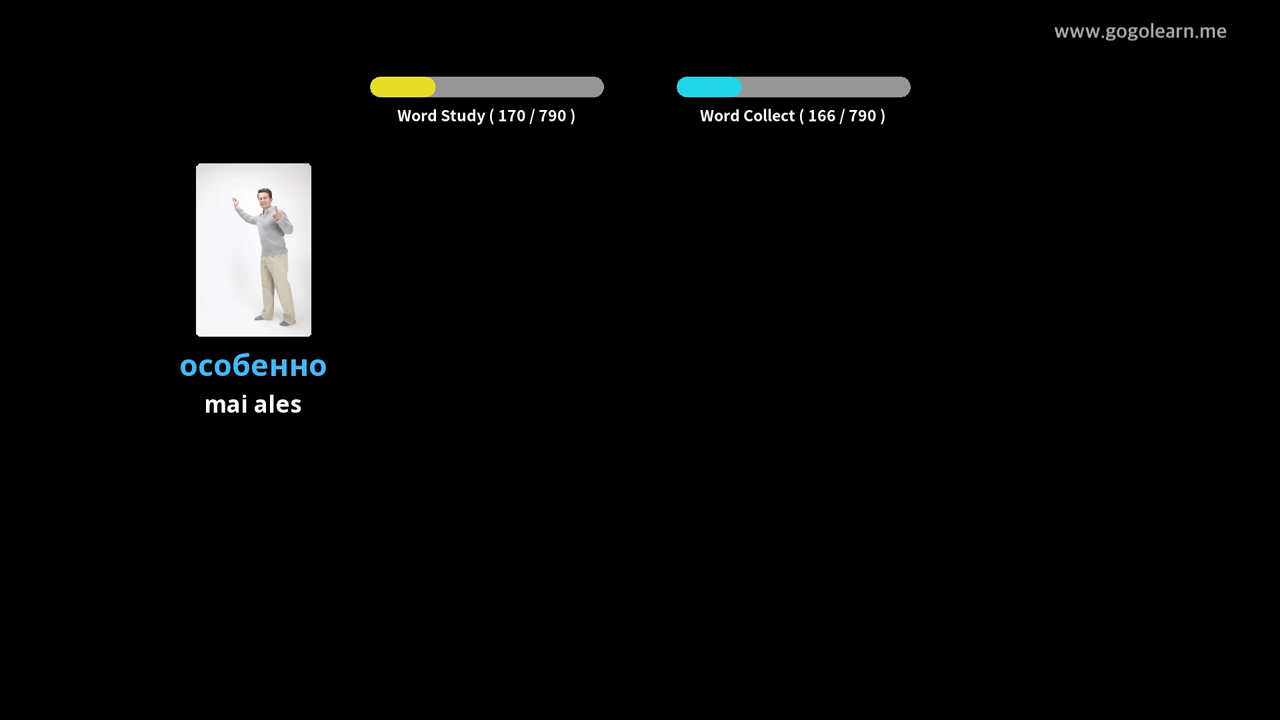 www.gogolearn.me
Word Study ( 170 / 790 )
Word Collect ( 166 / 790 )
особенно
mai ales